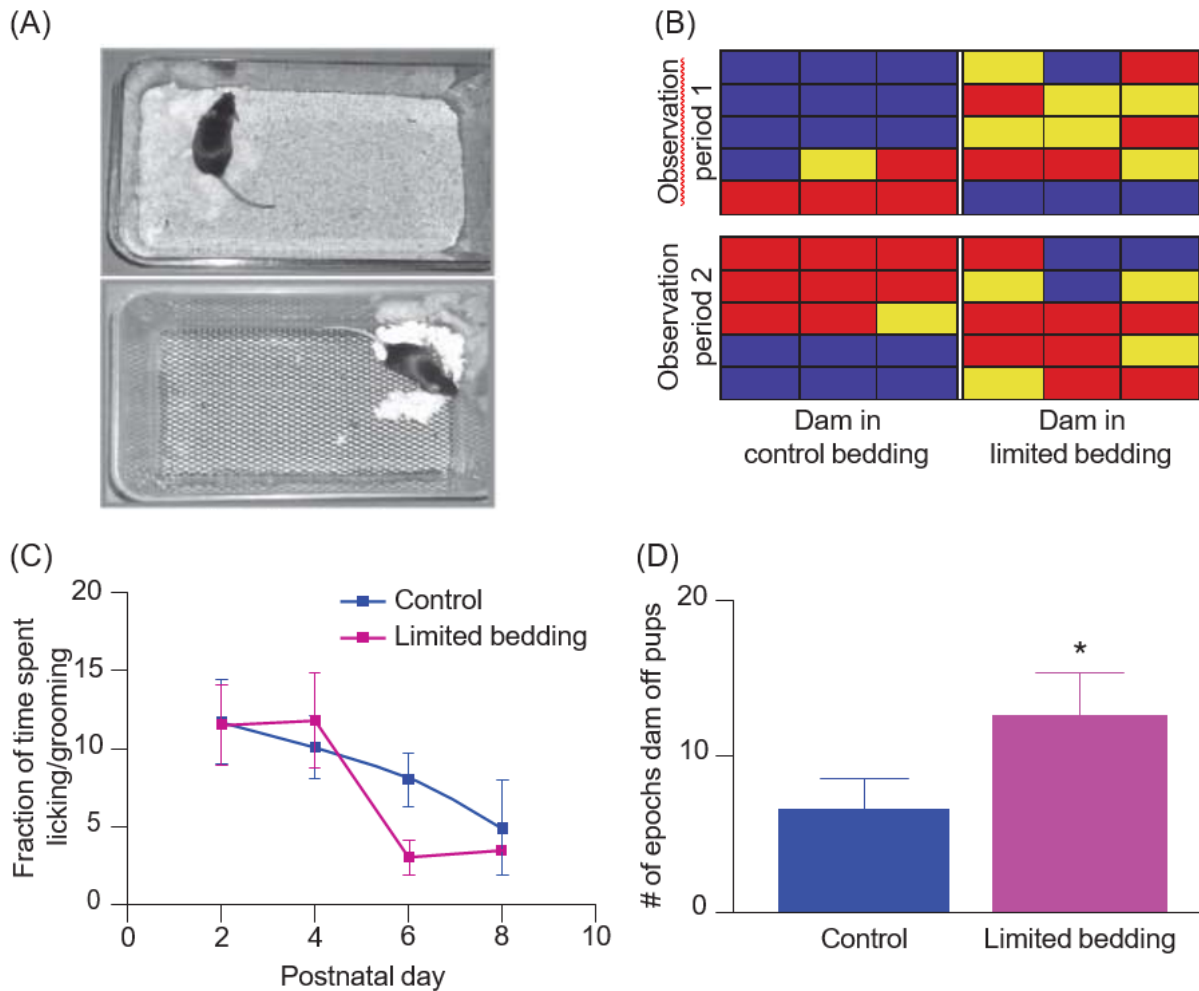 (A)
(B)
Observation
period 1
Observation
period 2
Dam in
control bedding
Dam in
limited bedding
(C)
Fraction of time spent
licking/grooming
20
15
10
5
0
Control
Limited bedding
0
2
4
6
8
10
Postnatal day
(D)
# of epochs dam off pups
20
10
0
*
Control
Limited bedding